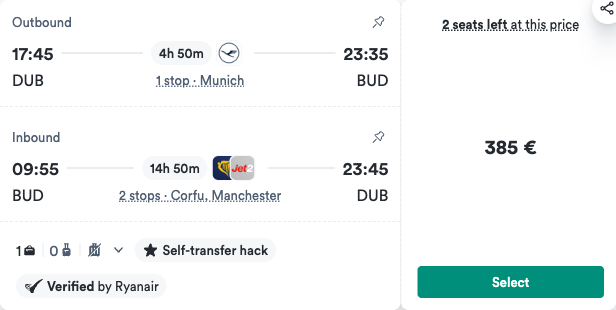 Outbound
17:45 4h 50m 23:35
DUB 1 stop · Munich BUD
Inbound
09:55 14h 50m Jet2 23:45
BUD 2 stops · Corfu, Manchester DUB
1 0 Self-transfer hack
Verified by Ryanair
2 seats left at this price
385 €
Select